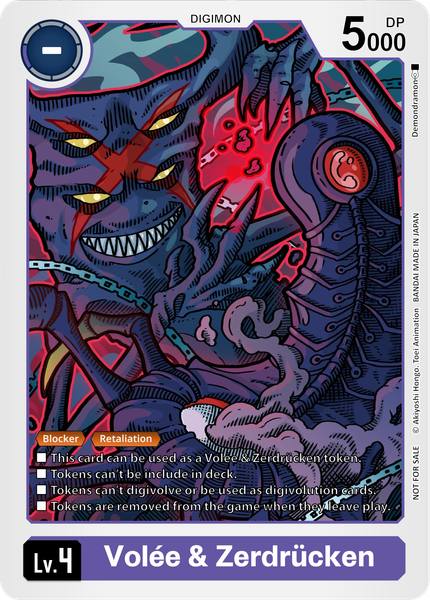 DIGIMON
–
DP
5000
Demondramon©
© Akiyoshi Hongo. Toei Animation BANDAI MADE IN JAPAN
NOT FOR SALE
Blocker Retaliation
■ This card can be used as a Volée & Zerdrücken token.
■ Tokens can't be include in deck.
■ Tokens can't digivolve or be used as digivolution cards.
■ Tokens are removed from the game when they leave play.
Lv.4 Volée & Zerdrücken